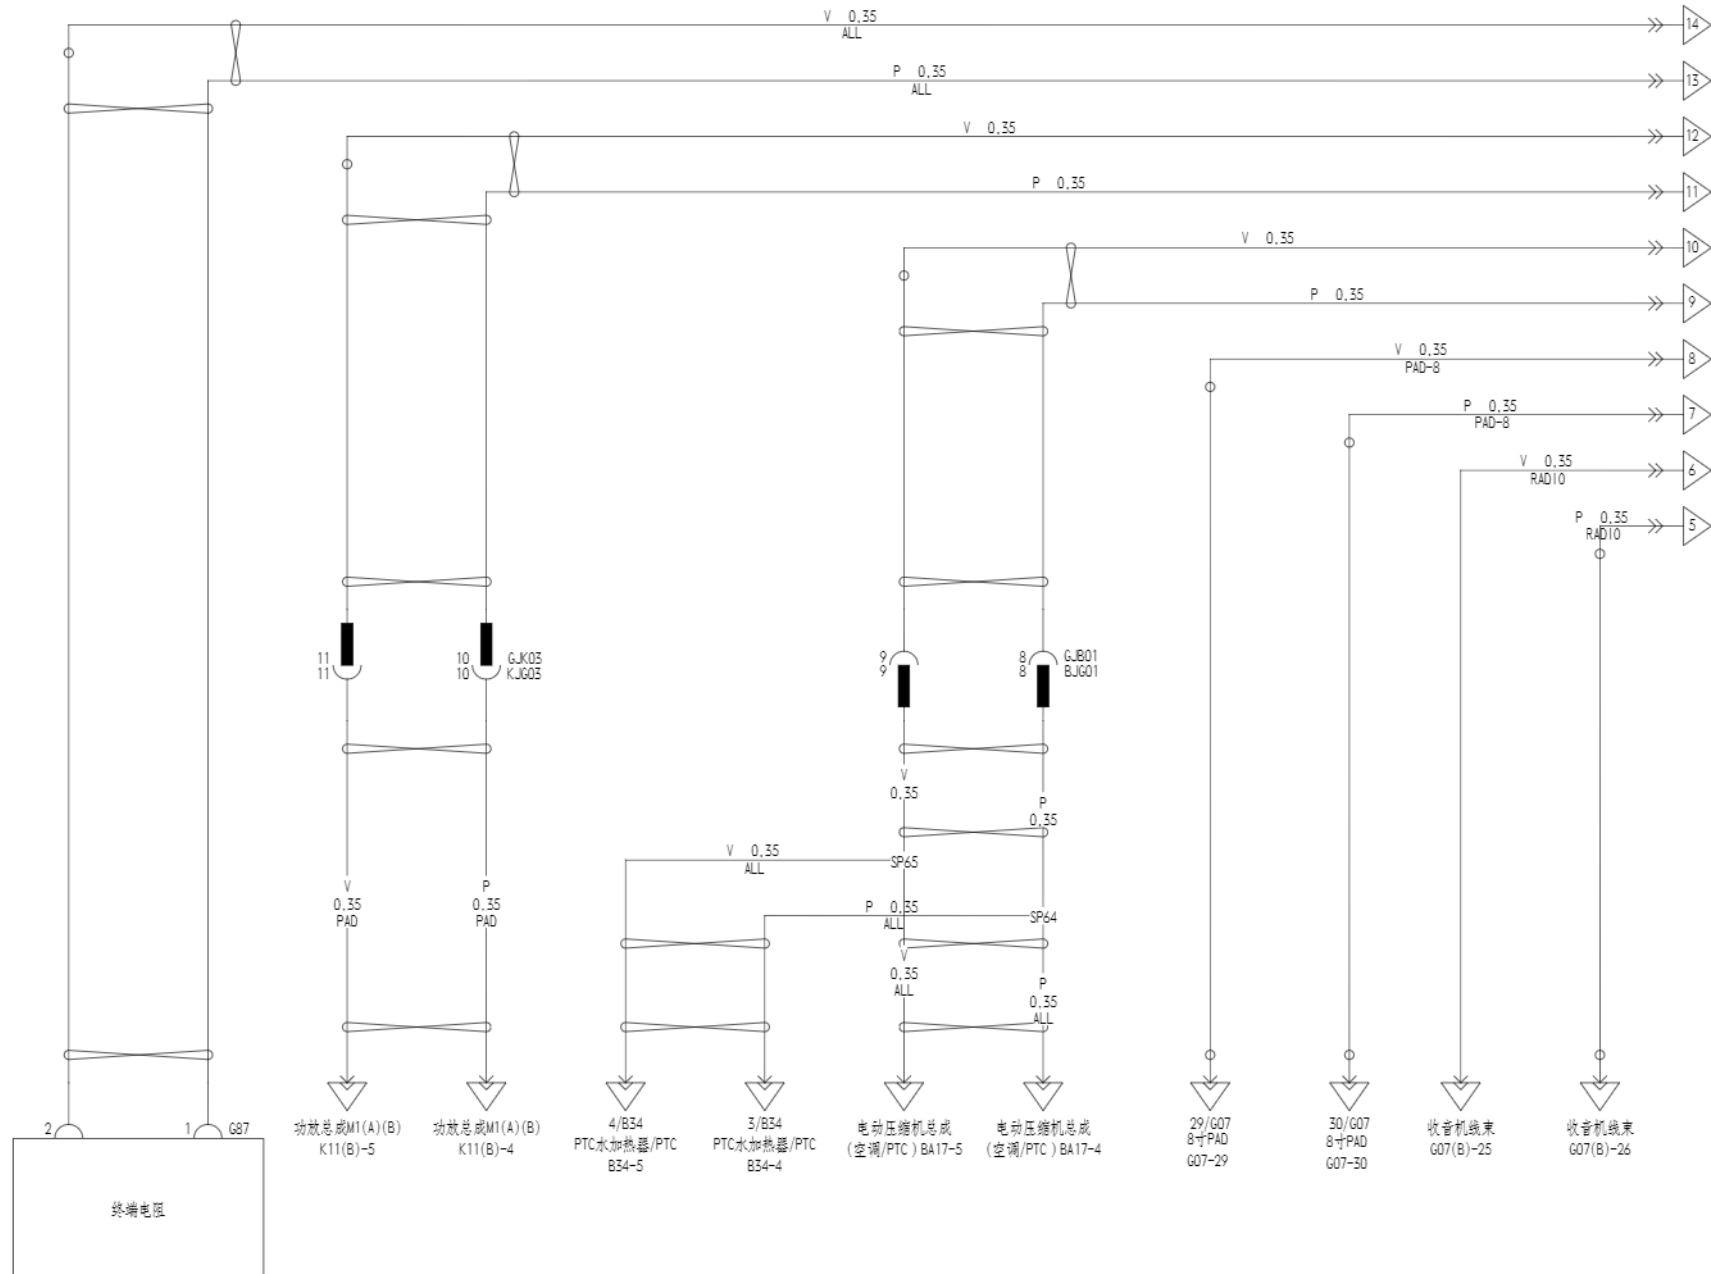 V 0,35
ALL
14
P 0,35
ALL
13
V 0,35
12
P 0,35
11
V 0,35
10
P 0,35
9
V 0,35
PAD-8
8
P 0,35
PAD-8
7
V 0,35
RADIO
6
P 0,35
RADIO
5
11
11
10
10
GJK03
KJG03
9
9
8
8
GJB01
BJG01
V
0,35
P
0,35
V 0,35
ALL
SP65
P 0,35
ALL
SP64
V
0,35
PAD
P
0,35
PAD
V
0,35
ALL
P
0,35
ALL
2
1
G87
终端电阻
功放总成M1(A)(B)
K11(B)-5
功放总成M1(A)(B)
K11(B)-4
4/B34
PTC水加热器/PTC
B34-5
3/B34
PTC水加热器/PTC
B34-4
电动压缩机总成
(空调/PTC)BA17-5
电动压缩机总成
(空调/PTC)BA17-4
29/G07
8寸PAD
G07-29
30/G07
8寸PAD
G07-30
收音机线束
G07(B)-25
收音机线束
G07(B)-26